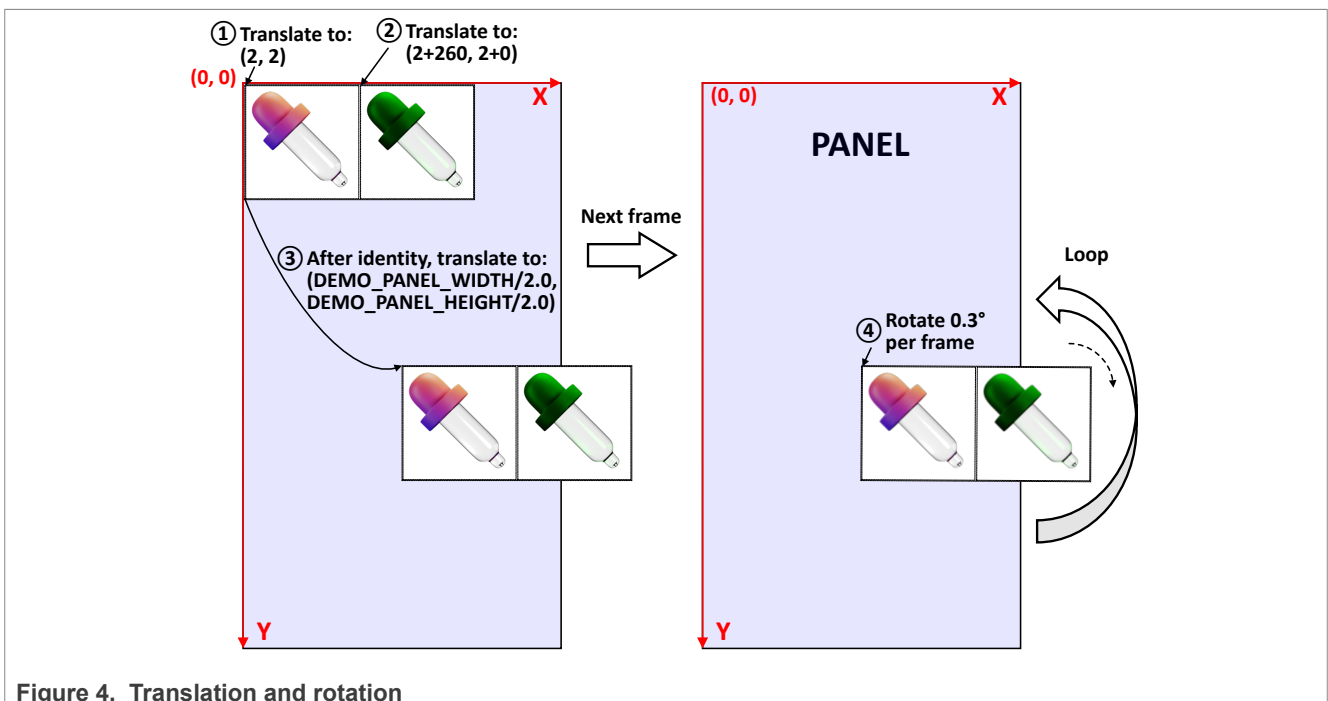 ① Translate to:
(2, 2)
② Translate to:
(2+260, 2+0)
(0, 0)
X
③ After identity, translate to:
(DEMO_PANEL_WIDTH/2.0,
DEMO_PANEL_HEIGHT/2.0)
Y
Next frame
(0, 0)
X
PANEL
Loop
④ Rotate 0.3°
per frame
Y
Figure 4. Translation and rotation